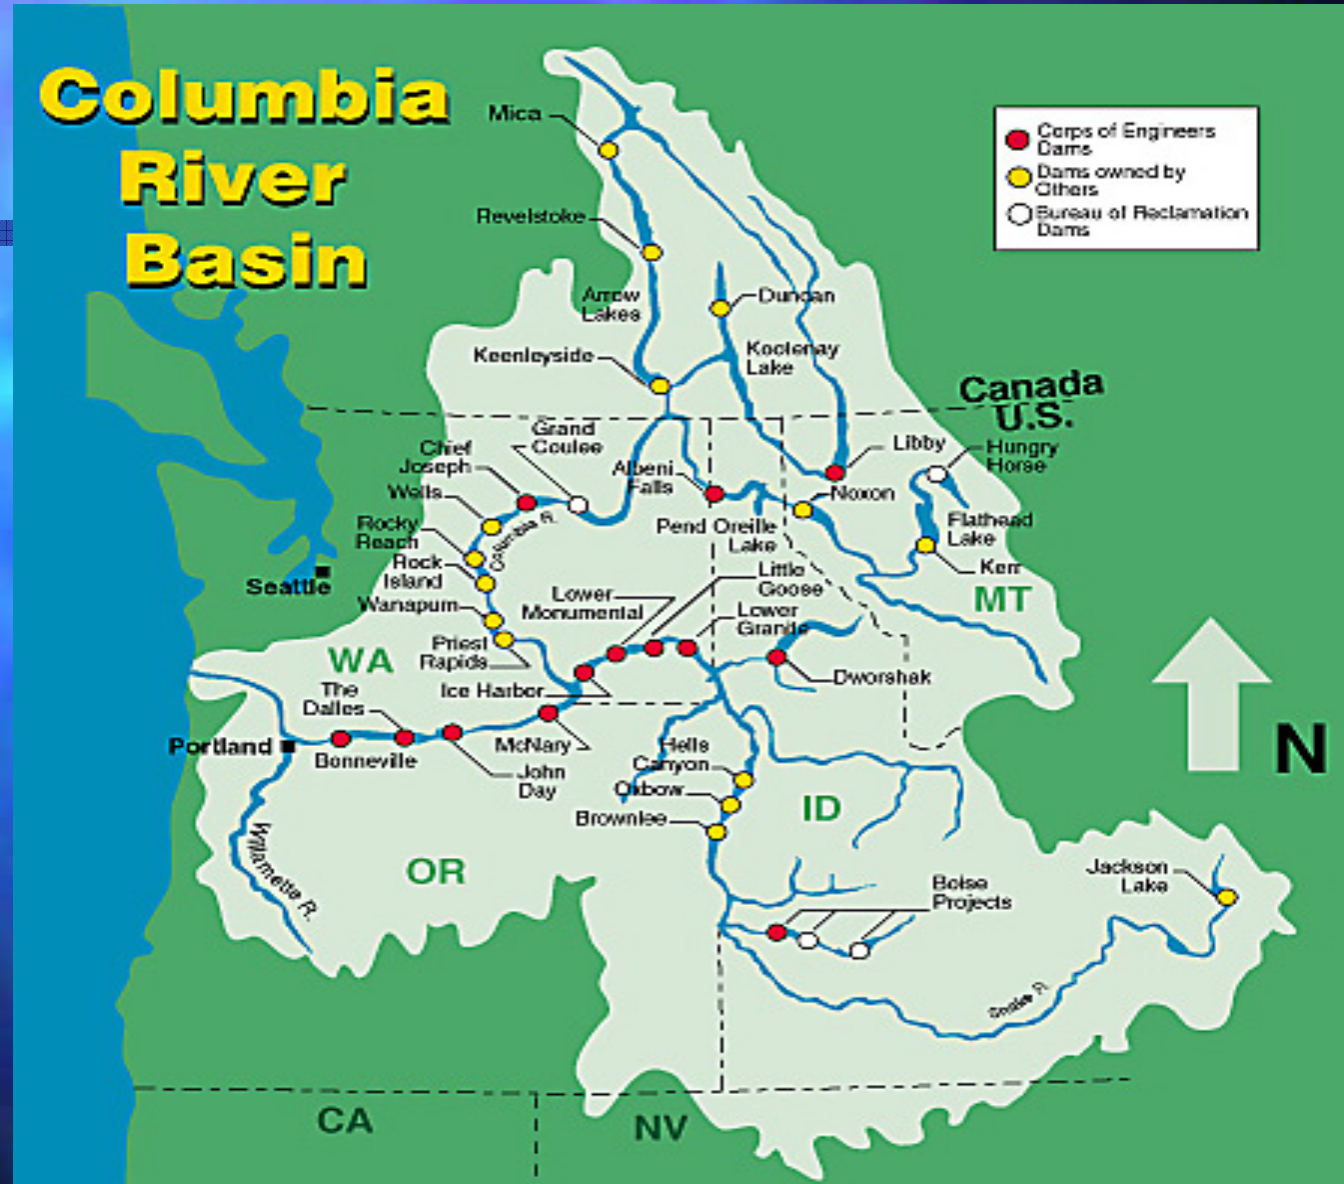 Columbia
River
Basin
Corps of Engineers
Dams
Dams owned by
Others
Bureau of Reclamation
Dams
Mica
Revelstoke
Arrow
Lakes
Duncan
Keenleyside
Kootenay
Lake
Canada
U.S.
Grand
Coulee
Chief
Joseph
Libby
Hungry
Horse
Albeni
Falls
Wells
Noxon
Columbia R.
Rocky
Reach
Pend Oreille
Lake
Flathead
Lake
Rock
Island
Kerr
Seattle
Little
Goose
Lower
Monumental
MT
Wanapum
Lower
Granite
Priest
Rapids
WA
Ice Harbor
Dworshak
The
Dalles
Portland
Bonneville
McNary
John
Day
Hells
Canyon
Oxbow
Brownlee
N
ID
Willamette R.
OR
Boise
Projects
Jackson
Lake
Snake R.
CA
NV